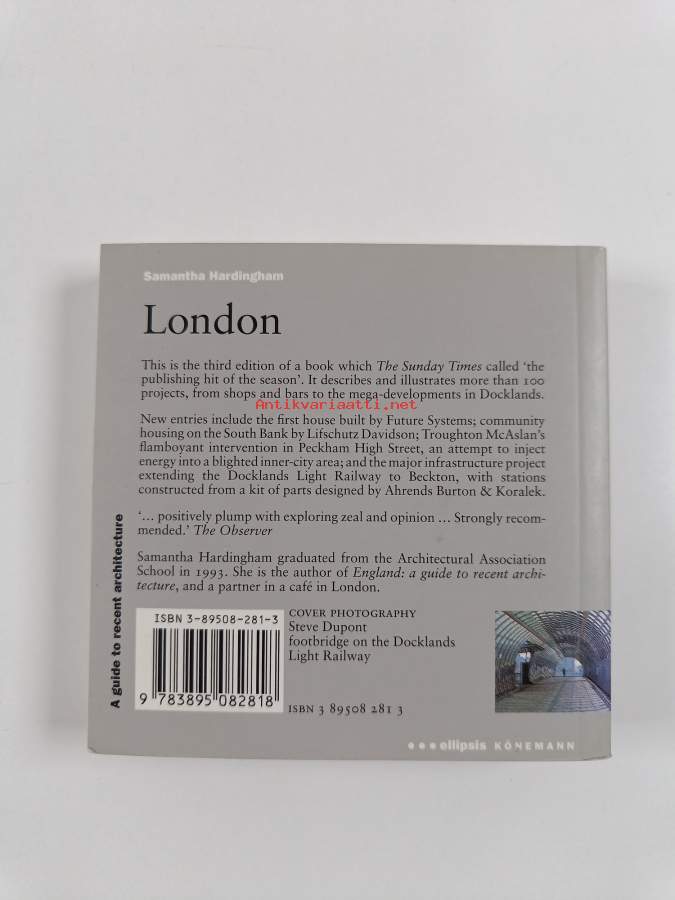 Samantha Hardingham
London
This is the third edition of a book which The Sunday Times called ‘the
publishing hit of the season’. It describes and illustrates more than 100
projects, from shops and bars to the mega-developments in Docklands.
Antikvariaatti.net
New entries include the first house built by Future Systems; community
housing on the South Bank by Lifschutz Davidson; Troughton McAslan’s
flamboyant intervention in Peckham High Street, an attempt to inject
energy into a blighted inner-city area; and the major infrastructure project
extending the Docklands Light Railway to Beckton, with stations
constructed from a kit of parts designed by Ahrends Burton & Koralek.
‘… positively plump with exploring zeal and opinion … Strongly recom-
mended.’ The Observer
Samantha Hardingham graduated from the Architectural Association
School in 1993. She is the author of England: a guide to recent archi-
tecture, and a partner in a café in London.
A guide to recent architecture
ISBN 3-89508-281-3
9 783895 082818
COVER PHOTOGRAPHY
Steve Dupont
footbridge on the Docklands
Light Railway
ISBN 3 89508 281 3
•••ellipsis KÖNEMANN